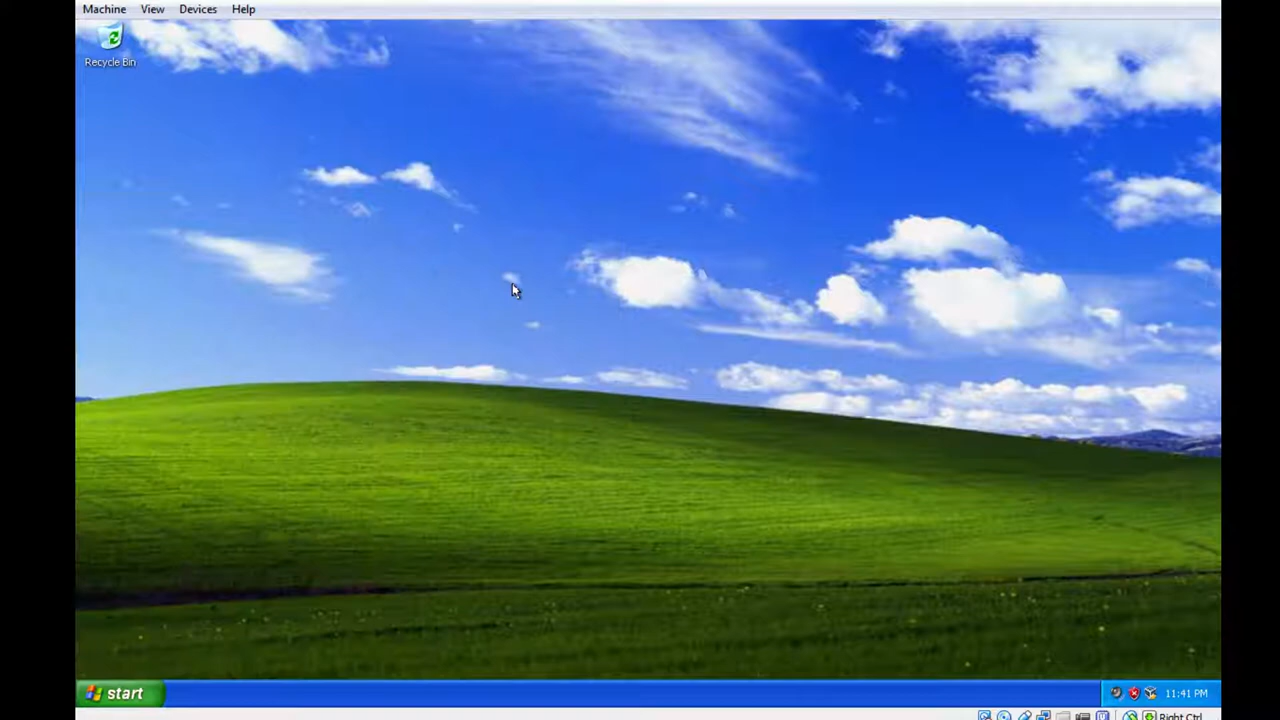 Machine View Devices Help
Recycle Bin
start
11:41 PM
Right Ctrl